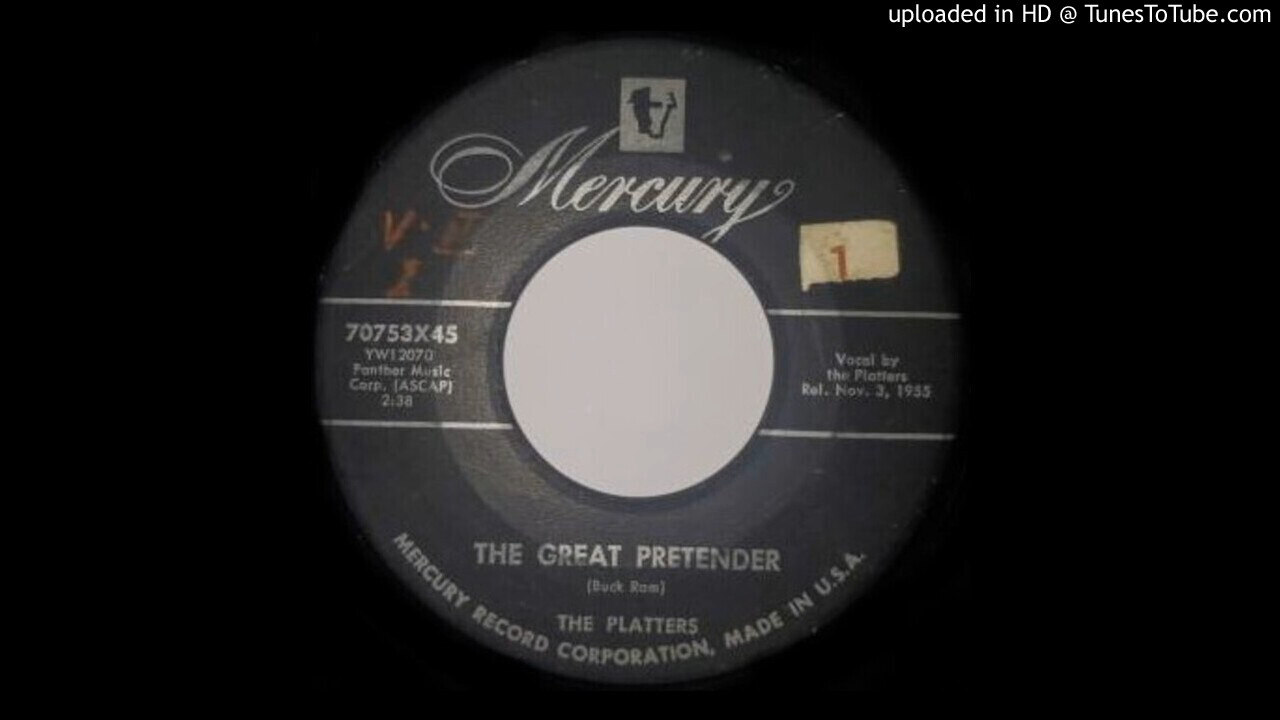 uploaded in HD @ TunesToTube.com
Mercury
V·II
1
70753X45
YW12070
Panther Music
Corp. (ASCAP)
2:38
Vocal by
the Platters
Rel. Nov. 3, 1955
THE GREAT PRETENDER
(Buck Ram)
THE PLATTERS
MERCURY RECORD CORPORATION, MADE IN U.S.A.